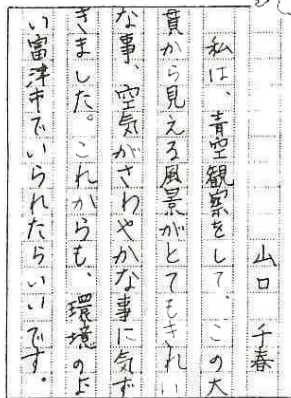 山口 千春
私は、青空観察をして、この大
貫から見える風景がとてもきれい
な事、空気がさわやかな事に気ず
きました。これからも、環境のよ
い富津市でいられたらいいです。